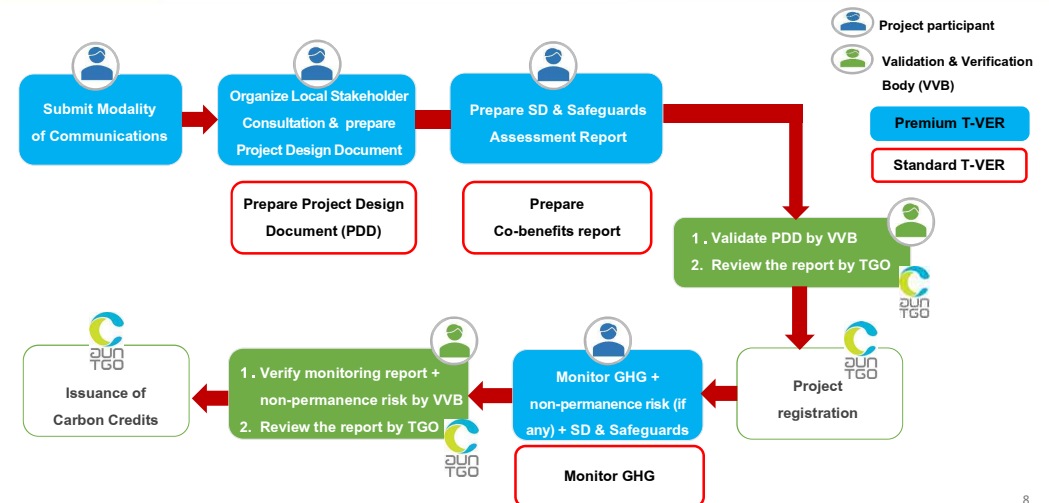 Project participant
Validation & Verification
Body (VVB)
Premium T-VER
Standard T-VER
Submit Modality
of Communications
Organize Local Stakeholder
Consultation & prepare
Project Design Document
Prepare SD & Safeguards
Assessment Report
Prepare Project Design
Document (PDD)
Prepare
Co-benefits report
1. Validate PDD by VVB
2. Review the report by TGO
อบก
TGO
อบก
TGO
Project
registration
Monitor GHG +
non-permanence risk (if
any) + SD & Safeguards
Monitor GHG
1. Verify monitoring report +
non-permanence risk by VVB
2. Review the report by TGO
อบก
TGO
อบก
TGO
Issuance of
Carbon Credits
8